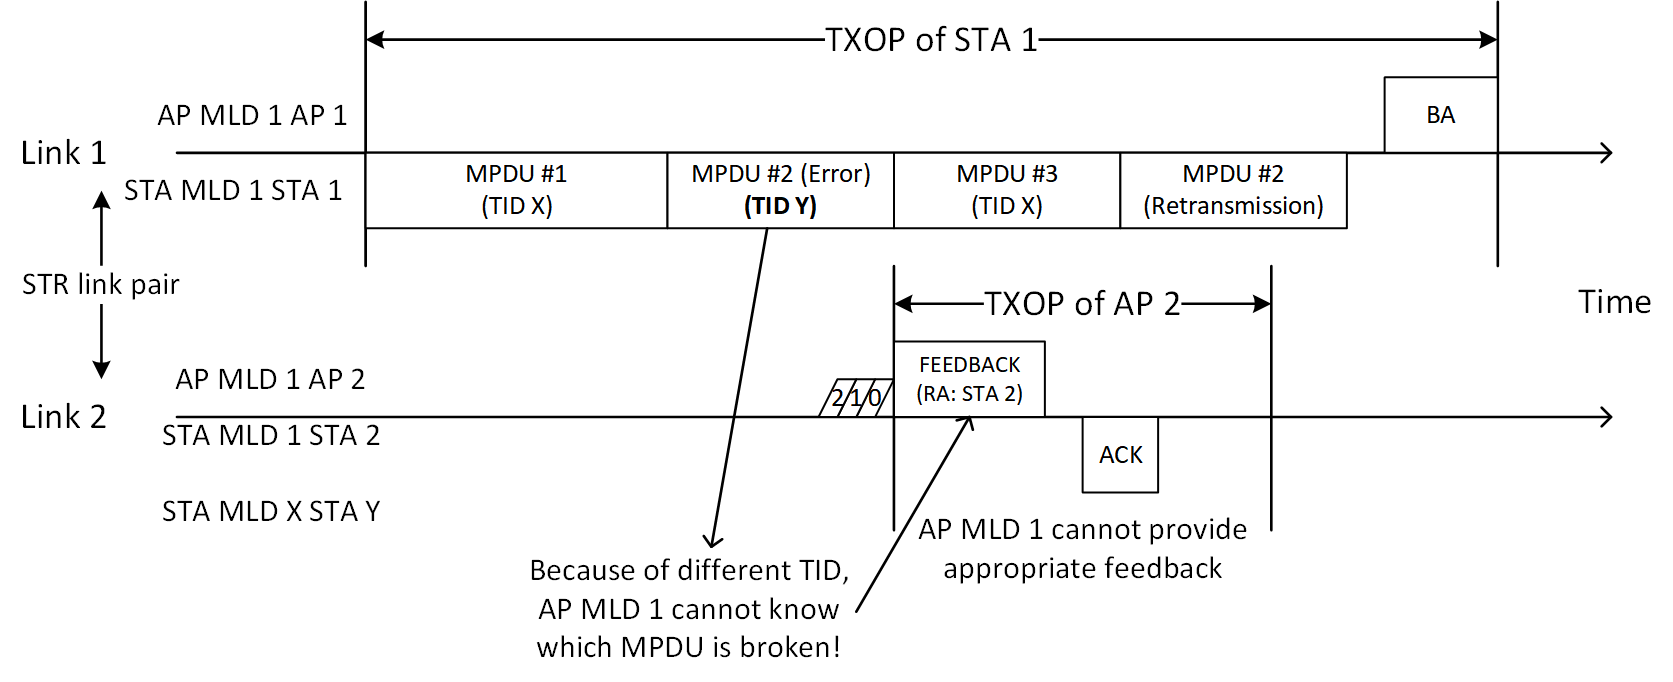 TXOP of STA 1
AP MLD 1 AP 1
BA
Link 1
MPDU #1
(TID X)
MPDU #2 (Error)
(TID Y)
MPDU #3
(TID X)
MPDU #2
(Retransmission)
STA MLD 1 STA 1
STR link pair
TXOP of AP 2
Time
AP MLD 1 AP 2
2 1 0
FEEDBACK
(RA: STA 2)
Link 2
STA MLD 1 STA 2
ACK
STA MLD X STA Y
AP MLD 1 cannot provide
appropriate feedback
Because of different TID,
AP MLD 1 cannot know
which MPDU is broken!